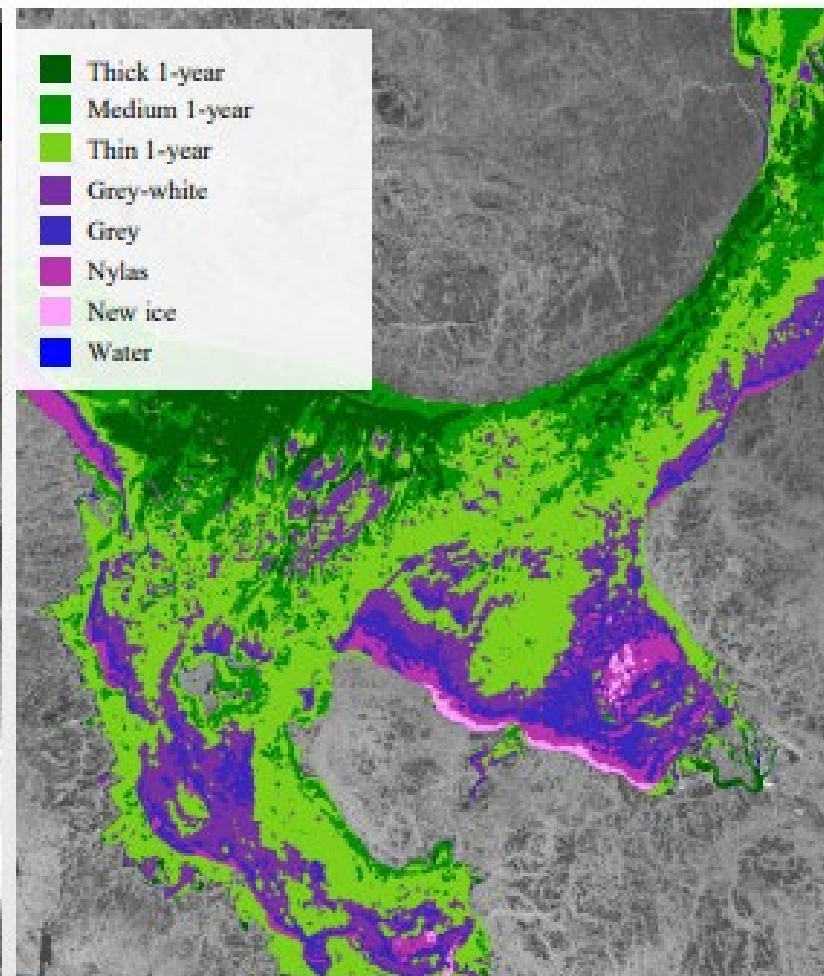 Thick 1-year
Medium 1-year
Thin 1-year
Grey-white
Grey
Nylas
New ice
Water